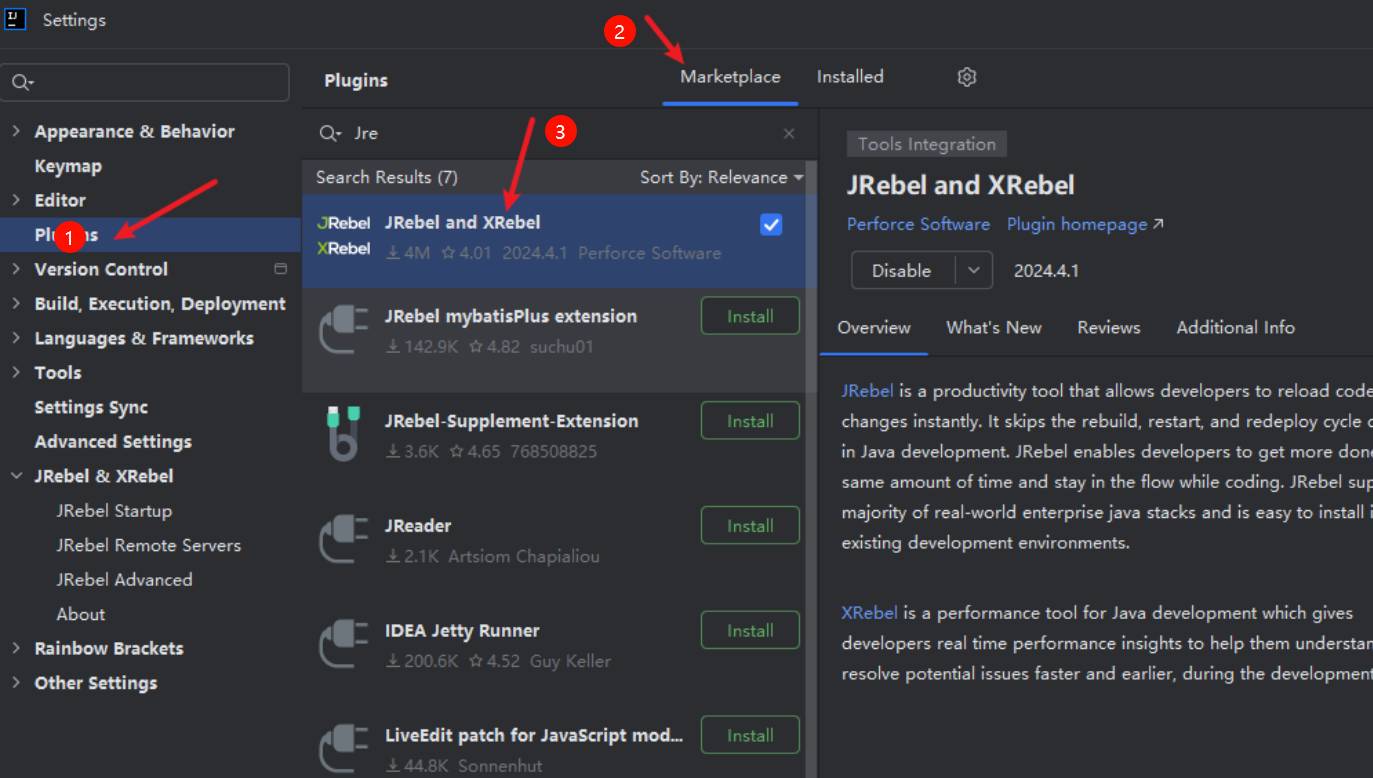 Settings
Plugins
Marketplace
Installed
2
Appearance & Behavior
Keymap
Editor
1
Version Control
Build, Execution, Deployment
Languages & Frameworks
Tools
Settings Sync
Advanced Settings
JRebel & XRebel
JRebel Startup
JRebel Remote Servers
JRebel Advanced
About
Rainbow Brackets
Other Settings
Jre
3
Search Results (7)
Sort By: Relevance
JRebel
XRebel
JRebel and XRebel
4M 4.01 2024.4.1 Perforce Software
JRebel mybatisPlus extension
142.9K 4.82 suchu01
Install
JRebel-Supplement-Extension
3.6K 4.65 768508825
Install
JReader
2.1K Artsiom Chapialiou
Install
IDEA Jetty Runner
200.6K 4.52 Guy Keller
Install
LiveEdit patch for JavaScript mod...
44.8K Sonnenhut
Install
Tools Integration
JRebel and XRebel
Perforce Software Plugin homepage
Disable
2024.4.1
Overview What's New Reviews Additional Info
JRebel is a productivity tool that allows developers to reload code
changes instantly. It skips the rebuild, restart, and redeploy cycle
in Java development. JRebel enables developers to get more done
same amount of time and stay in the flow while coding. JRebel
majority of real-world enterprise java stacks and is easy to install
existing development environments.
XRebel is a performance tool for Java development which gives
developers real time performance insights to help them
resolve potential issues faster and earlier, during the development